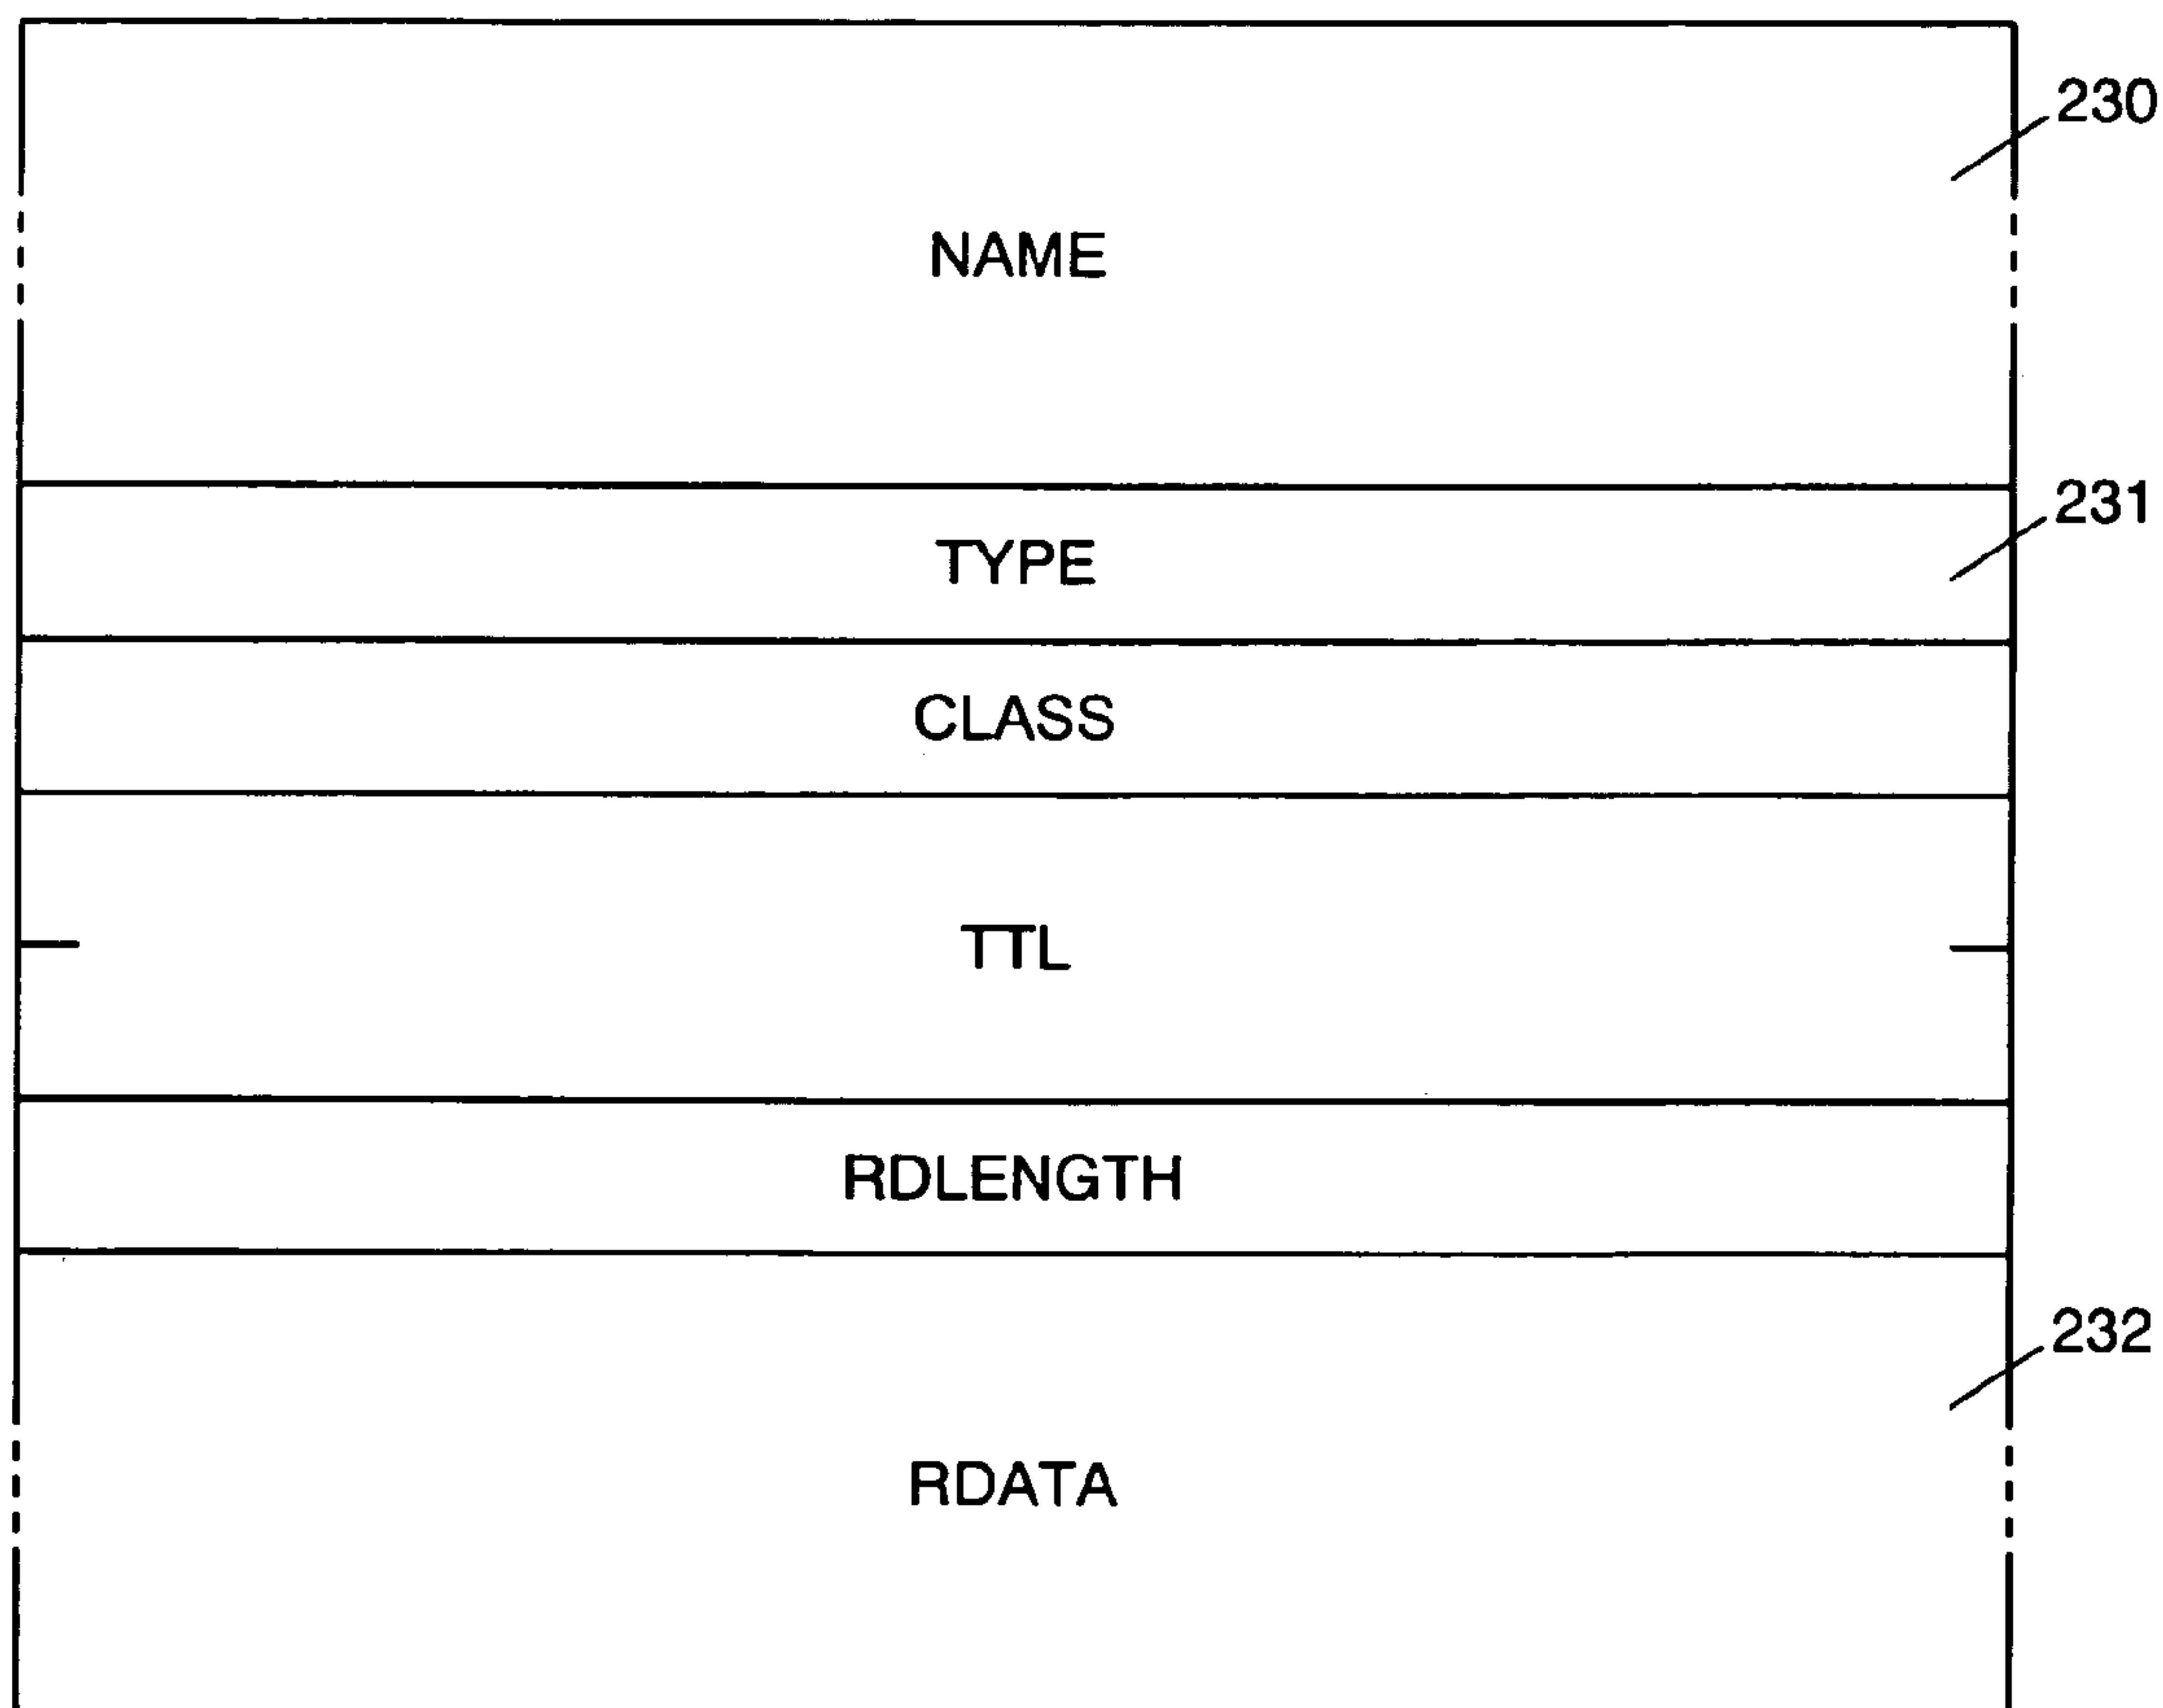 230
NAME
231
TYPE
CLASS
TTL
RDLENGTH
232
RDATA